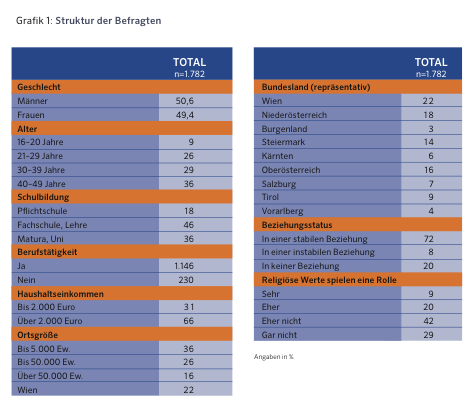 Grafik 1: Struktur der Befragten
TOTAL
n=1.782
Geschlecht
Männer 50,6
Frauen 49,4
Alter
16–20 Jahre 9
21–29 Jahre 26
30–39 Jahre 29
40–49 Jahre 36
Schulbildung
Pflichtschule 18
Fachschule, Lehre 46
Matura, Uni 36
Berufstätigkeit
Ja 1.146
Nein 230
Haushaltseinkommen
Bis 2.000 Euro 31
Über 2.000 Euro 66
Ortsgröße
Bis 5.000 Ew. 36
Bis 50.000 Ew. 26
Über 50.000 Ew. 16
Wien 22
TOTAL
n=1.782
Bundesland (repräsentativ)
Wien 22
Niederösterreich 18
Burgenland 3
Steiermark 14
Kärnten 6
Oberösterreich 16
Salzburg 7
Tirol 9
Vorarlberg 4
Beziehungsstatus
In einer stabilen Beziehung 72
In einer instabilen Beziehung 8
In keiner Beziehung 20
Religiöse Werte spielen eine Rolle
Sehr 9
Eher 20
Eher nicht 42
Gar nicht 29
Angaben in %